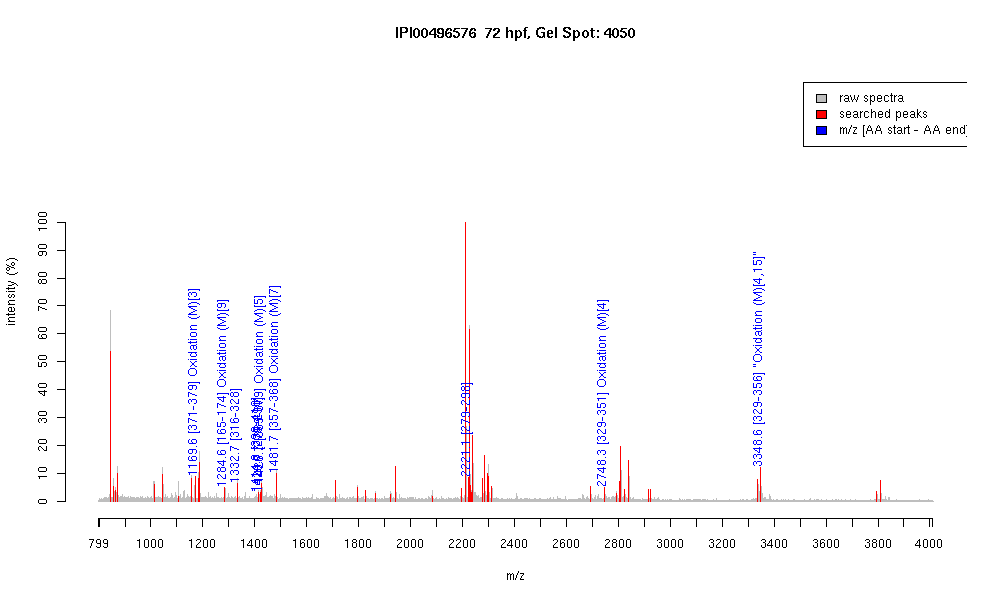 IPI00496576 72 hpf, Gel Spot: 4050
raw spectra
searched peaks
m/z [AA start - AA end]
intensity (%)
100
90
80
70
60
50
40
30
20
10
0
1169.6 [371-379] Oxidation (M)[3]
1284.6 [165-174] Oxidation (M)[9]
1332.7 [316-328]
Oxidation (M)[5]
1481.7 [357-368] Oxidation (M)[7]
2221.1 [279-298]
2748.3 [329-351] Oxidation (M)[4]
3348.6 [329-356] "Oxidation (M)[4,15]"
799 1000 1200 1400 1600 1800 2000 2200 2400 2600 2800 3000 3200 3400 3600 3800 4000
m/z